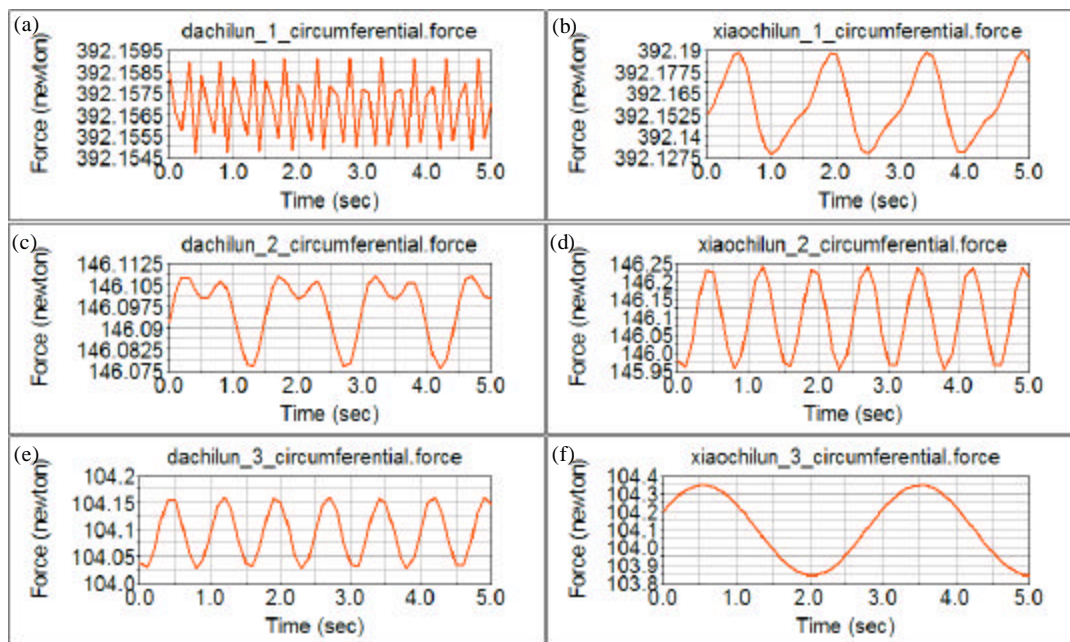 (a)
dachilun_1_circumferential.force
Force (newton)
392.1595
392.1585
392.1575
392.1565
392.1555
392.1545
0.0 1.0 2.0 3.0 4.0 5.0
Time (sec)
(b)
xiaochilun_1_circumferential.force
Force (newton)
392.19
392.1775
392.165
392.1525
392.14
392.1275
0.0 1.0 2.0 3.0 4.0 5.0
Time (sec)
(c)
dachilun_2_circumferential.force
Force (newton)
146.1125
146.105
146.0975
146.09
146.0825
146.075
0.0 1.0 2.0 3.0 4.0 5.0
Time (sec)
(d)
xiaochilun_2_circumferential.force
Force (newton)
146.25
146.2
146.15
146.1
146.05
146.0
145.95
0.0 1.0 2.0 3.0 4.0 5.0
Time (sec)
(e)
dachilun_3_circumferential.force
Force (newton)
104.2
104.15
104.1
104.05
104.0
0.0 1.0 2.0 3.0 4.0 5.0
Time (sec)
(f)
xiaochilun_3_circumferential.force
Force (newton)
104.4
104.3
104.2
104.1
104.0
103.9
103.8
0.0 1.0 2.0 3.0 4.0 5.0
Time (sec)